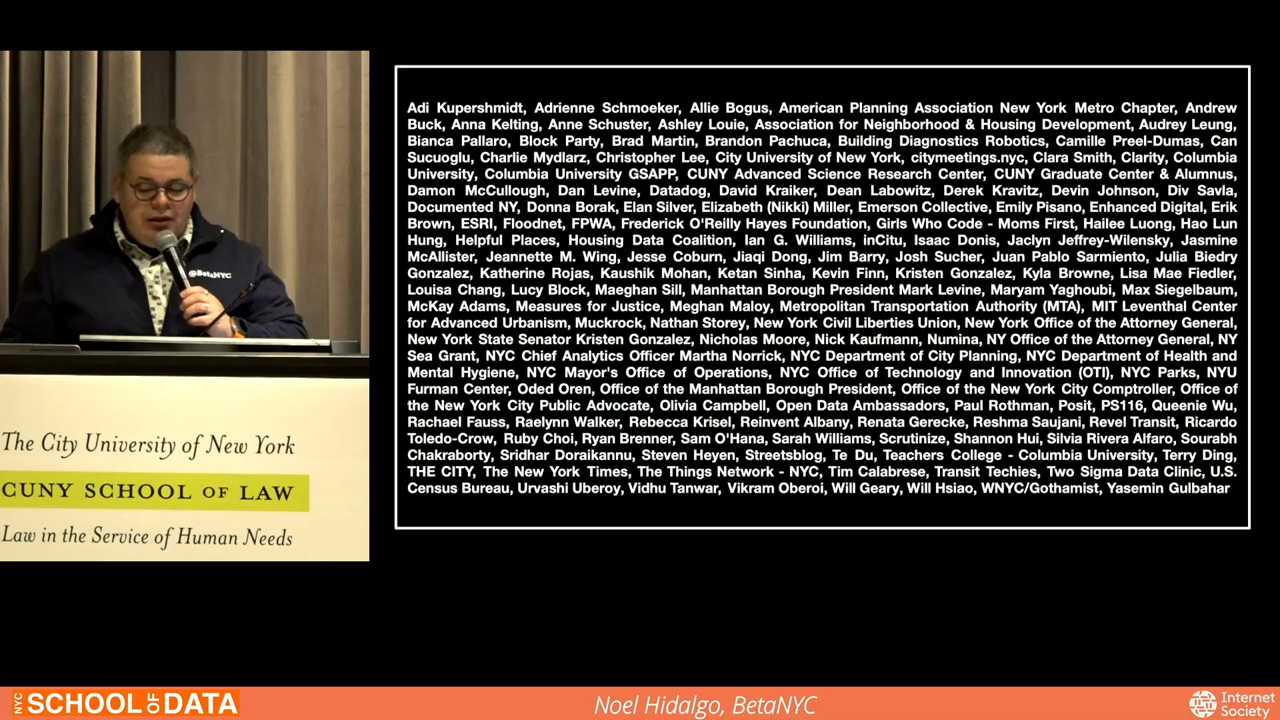 @BetaNYC
The City University of New York
CUNY SCHOOL OF LAW
Law in the Service of Human Needs
Adi Kupershmidt, Adrienne Schmoeker, Allie Bogus, American Planning Association New York Metro Chapter, Andrew
Buck, Anna Kelting, Anne Schuster, Ashley Louie, Association for Neighborhood & Housing Development, Audrey Leung,
Bianca Pallaro, Block Party, Brad Martin, Brandon Pachuca, Building Diagnostics Robotics, Camille Preel-Dumas, Can
Sucuoglu, Charlie Mydlarz, Christopher Lee, City University of New York, citymeetings.nyc, Clara Smith, Clarity, Columbia
University, Columbia University GSAPP, CUNY Advanced Science Research Center, CUNY Graduate Center & Alumnus,
Damon McCullough, Dan Levine, Datadog, David Kraiker, Dean Labowitz, Derek Kravitz, Devin Johnson, Div Savla,
Documented NY, Donna Borak, Elan Silver, Elizabeth (Nikki) Miller, Emerson Collective, Emily Pisano, Enhanced Digital, Erik
Brown, ESRI, Floodnet, FPWA, Frederick O'Reilly Hayes Foundation, Girls Who Code - Moms First, Hailee Luong, Hao Lun
Hung, Helpful Places, Housing Data Coalition, Ian G. Williams, inCitu, Isaac Donis, Jaclyn Jeffrey-Wilensky, Jasmine
McAllister, Jeannette M. Wing, Jesse Coburn, Jiaqi Dong, Jim Barry, Josh Sucher, Juan Pablo Sarmiento, Julia Biedry
Gonzalez, Katherine Rojas, Kaushik Mohan, Ketan Sinha, Kevin Finn, Kristen Gonzalez, Kyla Browne, Lisa Mae Fiedler,
Louisa Chang, Lucy Block, Maeghan Sill, Manhattan Borough President Mark Levine, Maryam Yaghoubi, Max Siegelbaum,
McKay Adams, Measures for Justice, Meghan Maloy, Metropolitan Transportation Authority (MTA), MIT Leventhal Center
for Advanced Urbanism, Muckrock, Nathan Storey, New York Civil Liberties Union, New York Office of the Attorney General,
New York State Senator Kristen Gonzalez, Nicholas Moore, Nick Kaufmann, Numina, NY Office of the Attorney General, NY
Sea Grant, NYC Chief Analytics Officer Martha Norrick, NYC Department of City Planning, NYC Department of Health and
Mental Hygiene, NYC Mayor's Office of Operations, NYC Office of Technology and Innovation (OTI), NYC Parks, NYU
Furman Center, Oded Oren, Office of the Manhattan Borough President, Office of the New York City Comptroller, Office of
the New York City Public Advocate, Olivia Campbell, Open Data Ambassadors, Paul Rothman, Posit, PS116, Queenie Wu,
Rachael Fauss, Raelynn Walker, Rebecca Krisel, Reinvent Albany, Renata Gerecke, Reshma Saujani, Revel Transit, Ricardo
Toledo-Crow, Ruby Choi, Ryan Brenner, Sam O'Hana, Sarah Williams, Scrutinize, Shannon Hui, Silvia Rivera Alfaro, Sourabh
Chakraborty, Sridhar Doraikannu, Steven Heyen, Streetsblog, Te Du, Teachers College - Columbia University, Terry Ding,
THE CITY, The New York Times, The Things Network - NYC, Tim Calabrese, Transit Techies, Two Sigma Data Clinic, U.S.
Census Bureau, Urvashi Uberoy, Vidhu Tanwar, Vikram Oberoi, Will Geary, Will Hsiao, WNYC/Gothamist, Yasemin Gulbahar
NYC SCHOOL OF DATA
Noel Hidalgo, BetaNYC
Internet
Society